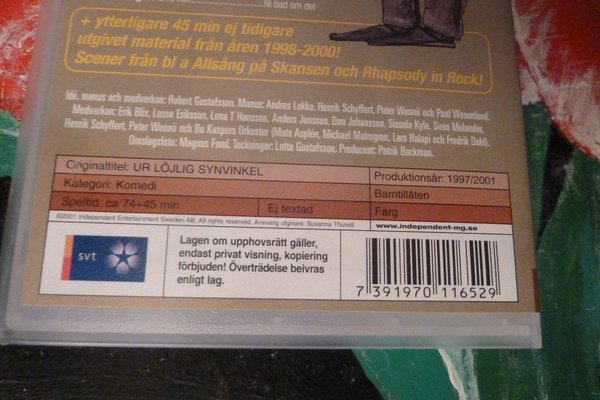 Ni bad om det
+ ytterligare 45 min ej tidigare
utgivet material från åren 1998-2000!
Scener från bl a Allsång på Skansen och Rhapsody in Rock!
Idé, manus och medverkan: Robert Gustafsson. Manus: Andres Lokko, Henrik Schyffert, Peter Wennö och Paal Westerlund.
Medverkan: Erik Blix, Lasse Eriksson, Lena T Hansson, Anders Jansson, Dan Johansson, Sissela Kyle, Sven Melander,
Henrik Schyffert, Peter Wennö och Bo Kaspers Orkester (Mats Asplén, Michael Malmgren, Lars Halapi och Fredrik Dahl).
Omslagsfoto: Magnus Fond. Teckningar: Lotta Gustafsson. Producent: Patrik Backman.
Originaltitel: UR LÖJLIG SYNVINKEL
Produktionsår: 1997/2001
Kategori: Komedi
Barntillåten
Speltid: ca 74+45 min
Ej textad
Färg
©2001 Independent Entertainment Sweden AB. All rights reserved. Ansvarig utgivare: Susanna Thunell
www.independent-mg.se
svt
Lagen om upphovsrätt gäller,
endast privat visning, kopiering
förbjuden! Överträdelse beivras
enligt lag.
7 391970 116529